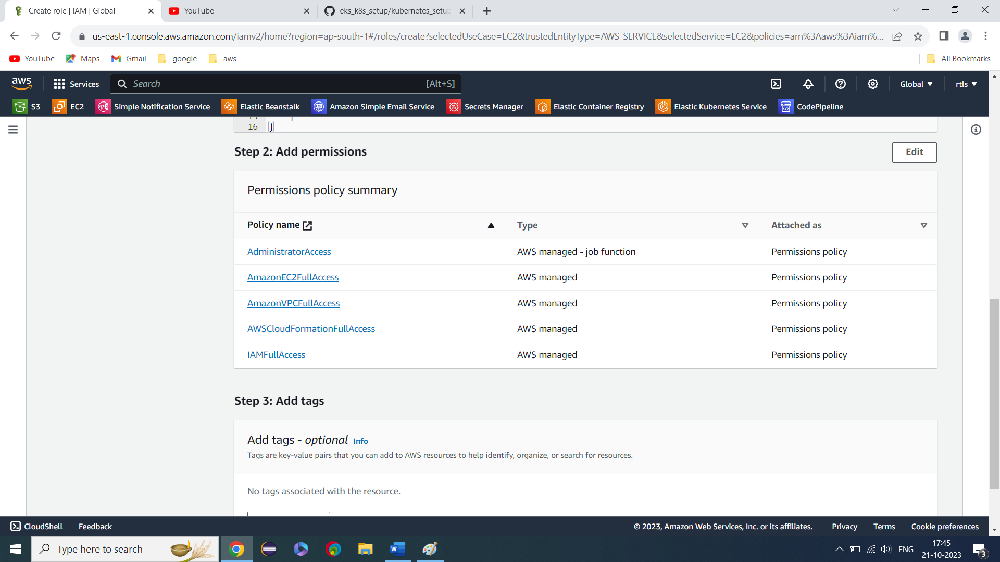 Create role | IAM | Global
YouTube
eks_k8s_setup/kubernetes_setup
us-east-1.console.aws.amazon.com/iamv2/home?region=ap-south-1#/roles/create?selectedUseCase=EC2&trustedEntityType=AWS_SERVICE&selectedService=EC2&policies=arn%3Aaws%3Aiam%...
YouTube Maps Gmail google aws All Bookmarks
aws Services Search [Alt+S] Global rtls
S3 EC2 Simple Notification Service Elastic Beanstalk Amazon Simple Email Service Secrets Manager Elastic Container Registry Elastic Kubernetes Service CodePipeline
15 ]
16 }
Step 2: Add permissions Edit
Permissions policy summary
Policy name Type Attached as
AdministratorAccess AWS managed - job function Permissions policy
AmazonEC2FullAccess AWS managed Permissions policy
AmazonVPCFullAccess AWS managed Permissions policy
AWSCloudFormationFullAccess AWS managed Permissions policy
IAMFullAccess AWS managed Permissions policy
Step 3: Add tags
Add tags - optional Info
Tags are key-value pairs that you can add to AWS resources to help identify, organize, or search for resources.
No tags associated with the resource.
CloudShell Feedback © 2023, Amazon Web Services, Inc. or its affiliates. Privacy Terms Cookie preferences
Type here to search ENG 17:45
21-10-2023 3